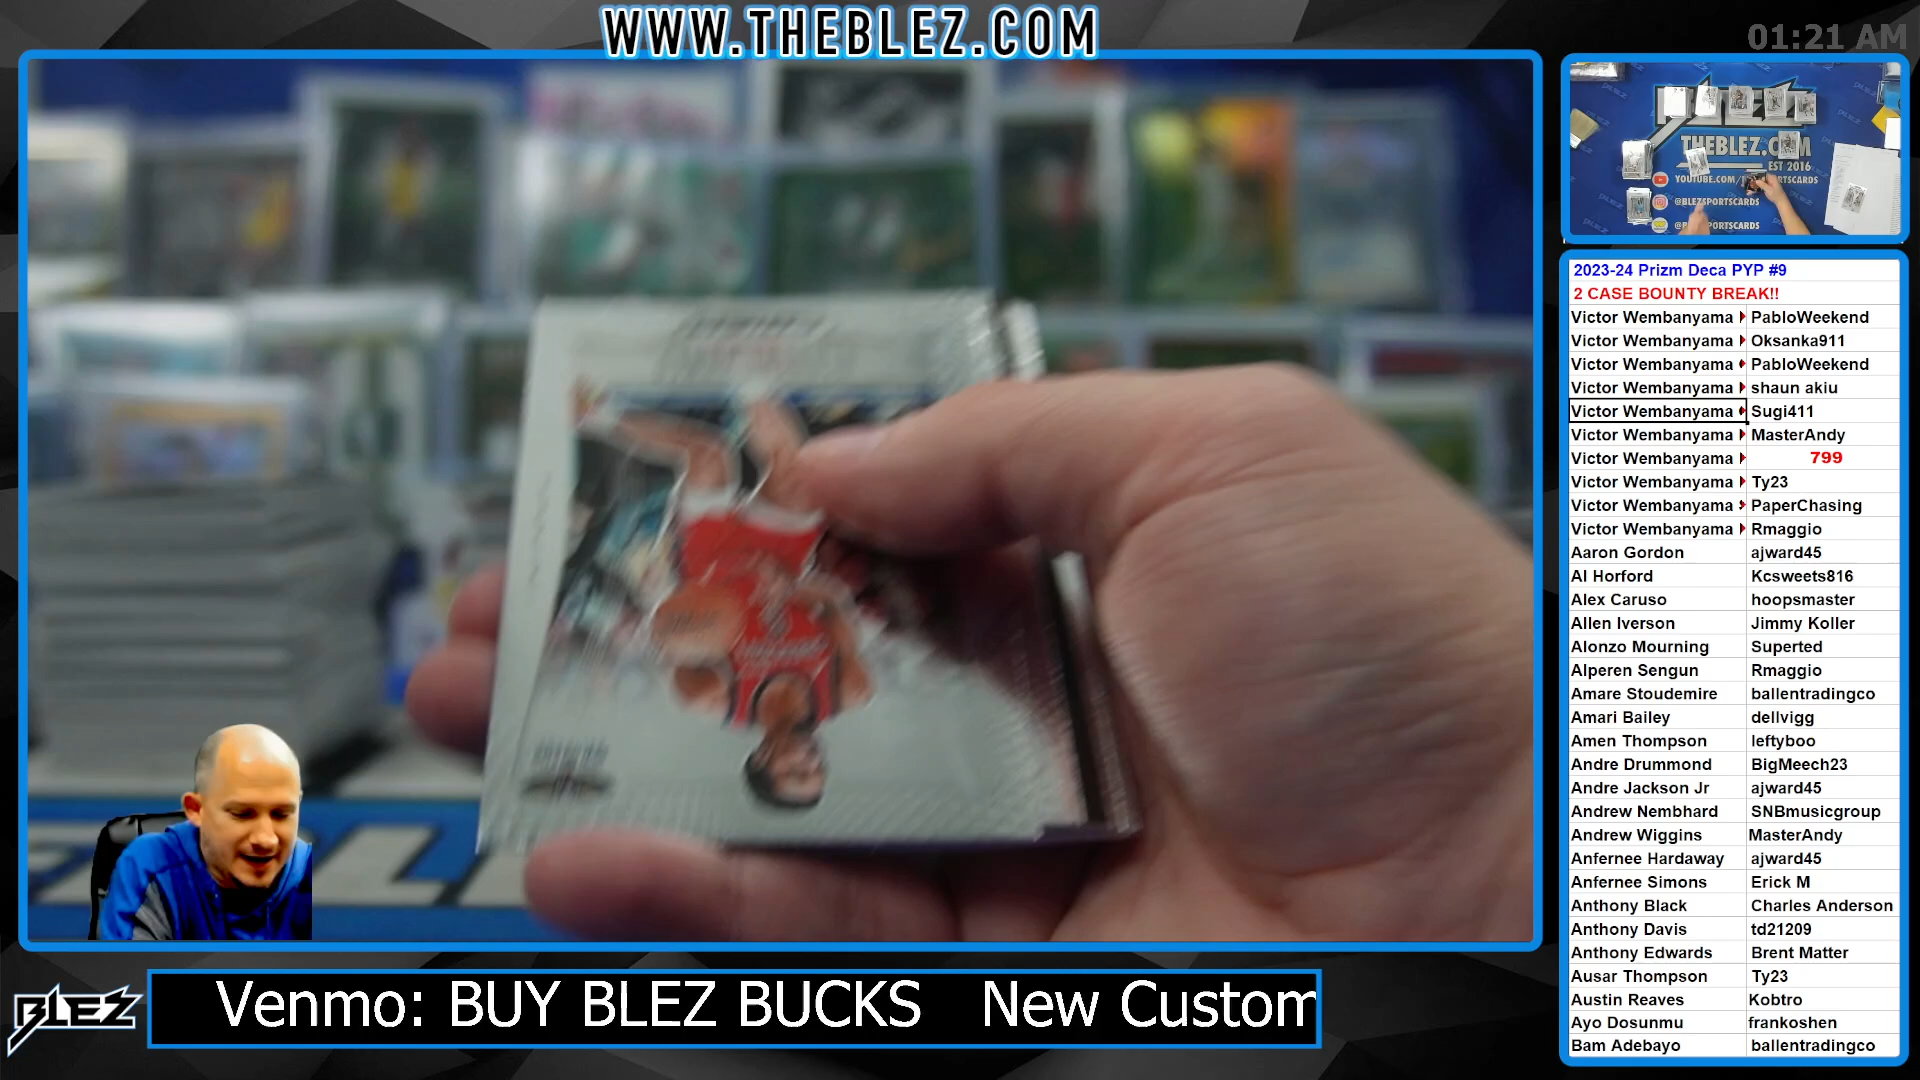 WWW.THEBLEZ.COM
01:21 AM
THEBLEZ.COM
EST 2016
@BLEZSPORTSCARDS
2023-24 Prizm Deca PYP #9
2 CASE BOUNTY BREAK!!
Victor Wembanyama PabloWeekend
Victor Wembanyama Oksanka911
Victor Wembanyama PabloWeekend
Victor Wembanyama shaun akiu
Victor Wembanyama Sugi411
Victor Wembanyama MasterAndy
Victor Wembanyama 799
Victor Wembanyama Ty23
Victor Wembanyama PaperChasing
Victor Wembanyama Rmaggio
Aaron Gordon ajward45
Al Horford Kcsweets816
Alex Caruso hoopsmaster
Allen Iverson Jimmy Koller
Alonzo Mourning Superted
Alperen Sengun Rmaggio
Amare Stoudemire ballentradingco
Amari Bailey dellvigg
Amen Thompson leftyboo
Andre Drummond BigMeech23
Andre Jackson Jr ajward45
Andrew Nembhard SNBmusicgroup
Andrew Wiggins MasterAndy
Anfernee Hardaway ajward45
Anfernee Simons Erick M
Anthony Black Charles Anderson
Anthony Davis td21209
Anthony Edwards Brent Matter
Ausar Thompson Ty23
Austin Reaves Kobtro
Ayo Dosunmu frankoshen
Bam Adebayo ballentradingco
BLEZ
Venmo: BUY BLEZ BUCKS New Custom